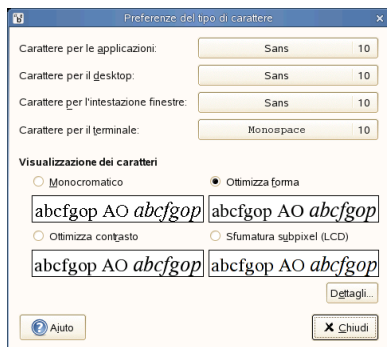 Preferenze del tipo di carattere
Carattere per le applicazioni: Sans 10
Carattere per il desktop: Sans 10
Carattere per l'intestazione finestre: Sans 10
Carattere per il terminale: Monospace 10
Visualizzazione dei caratteri
Monocromatico Ottimizza forma
abcfgop AO abcfgop abcfgop AO abcfgop
Ottimizza contrasto Sfumatura subpixel (LCD)
abcfgop AO abcfgop abcfgop AO abcfgop
Dettagli...
Aiuto Chiudi